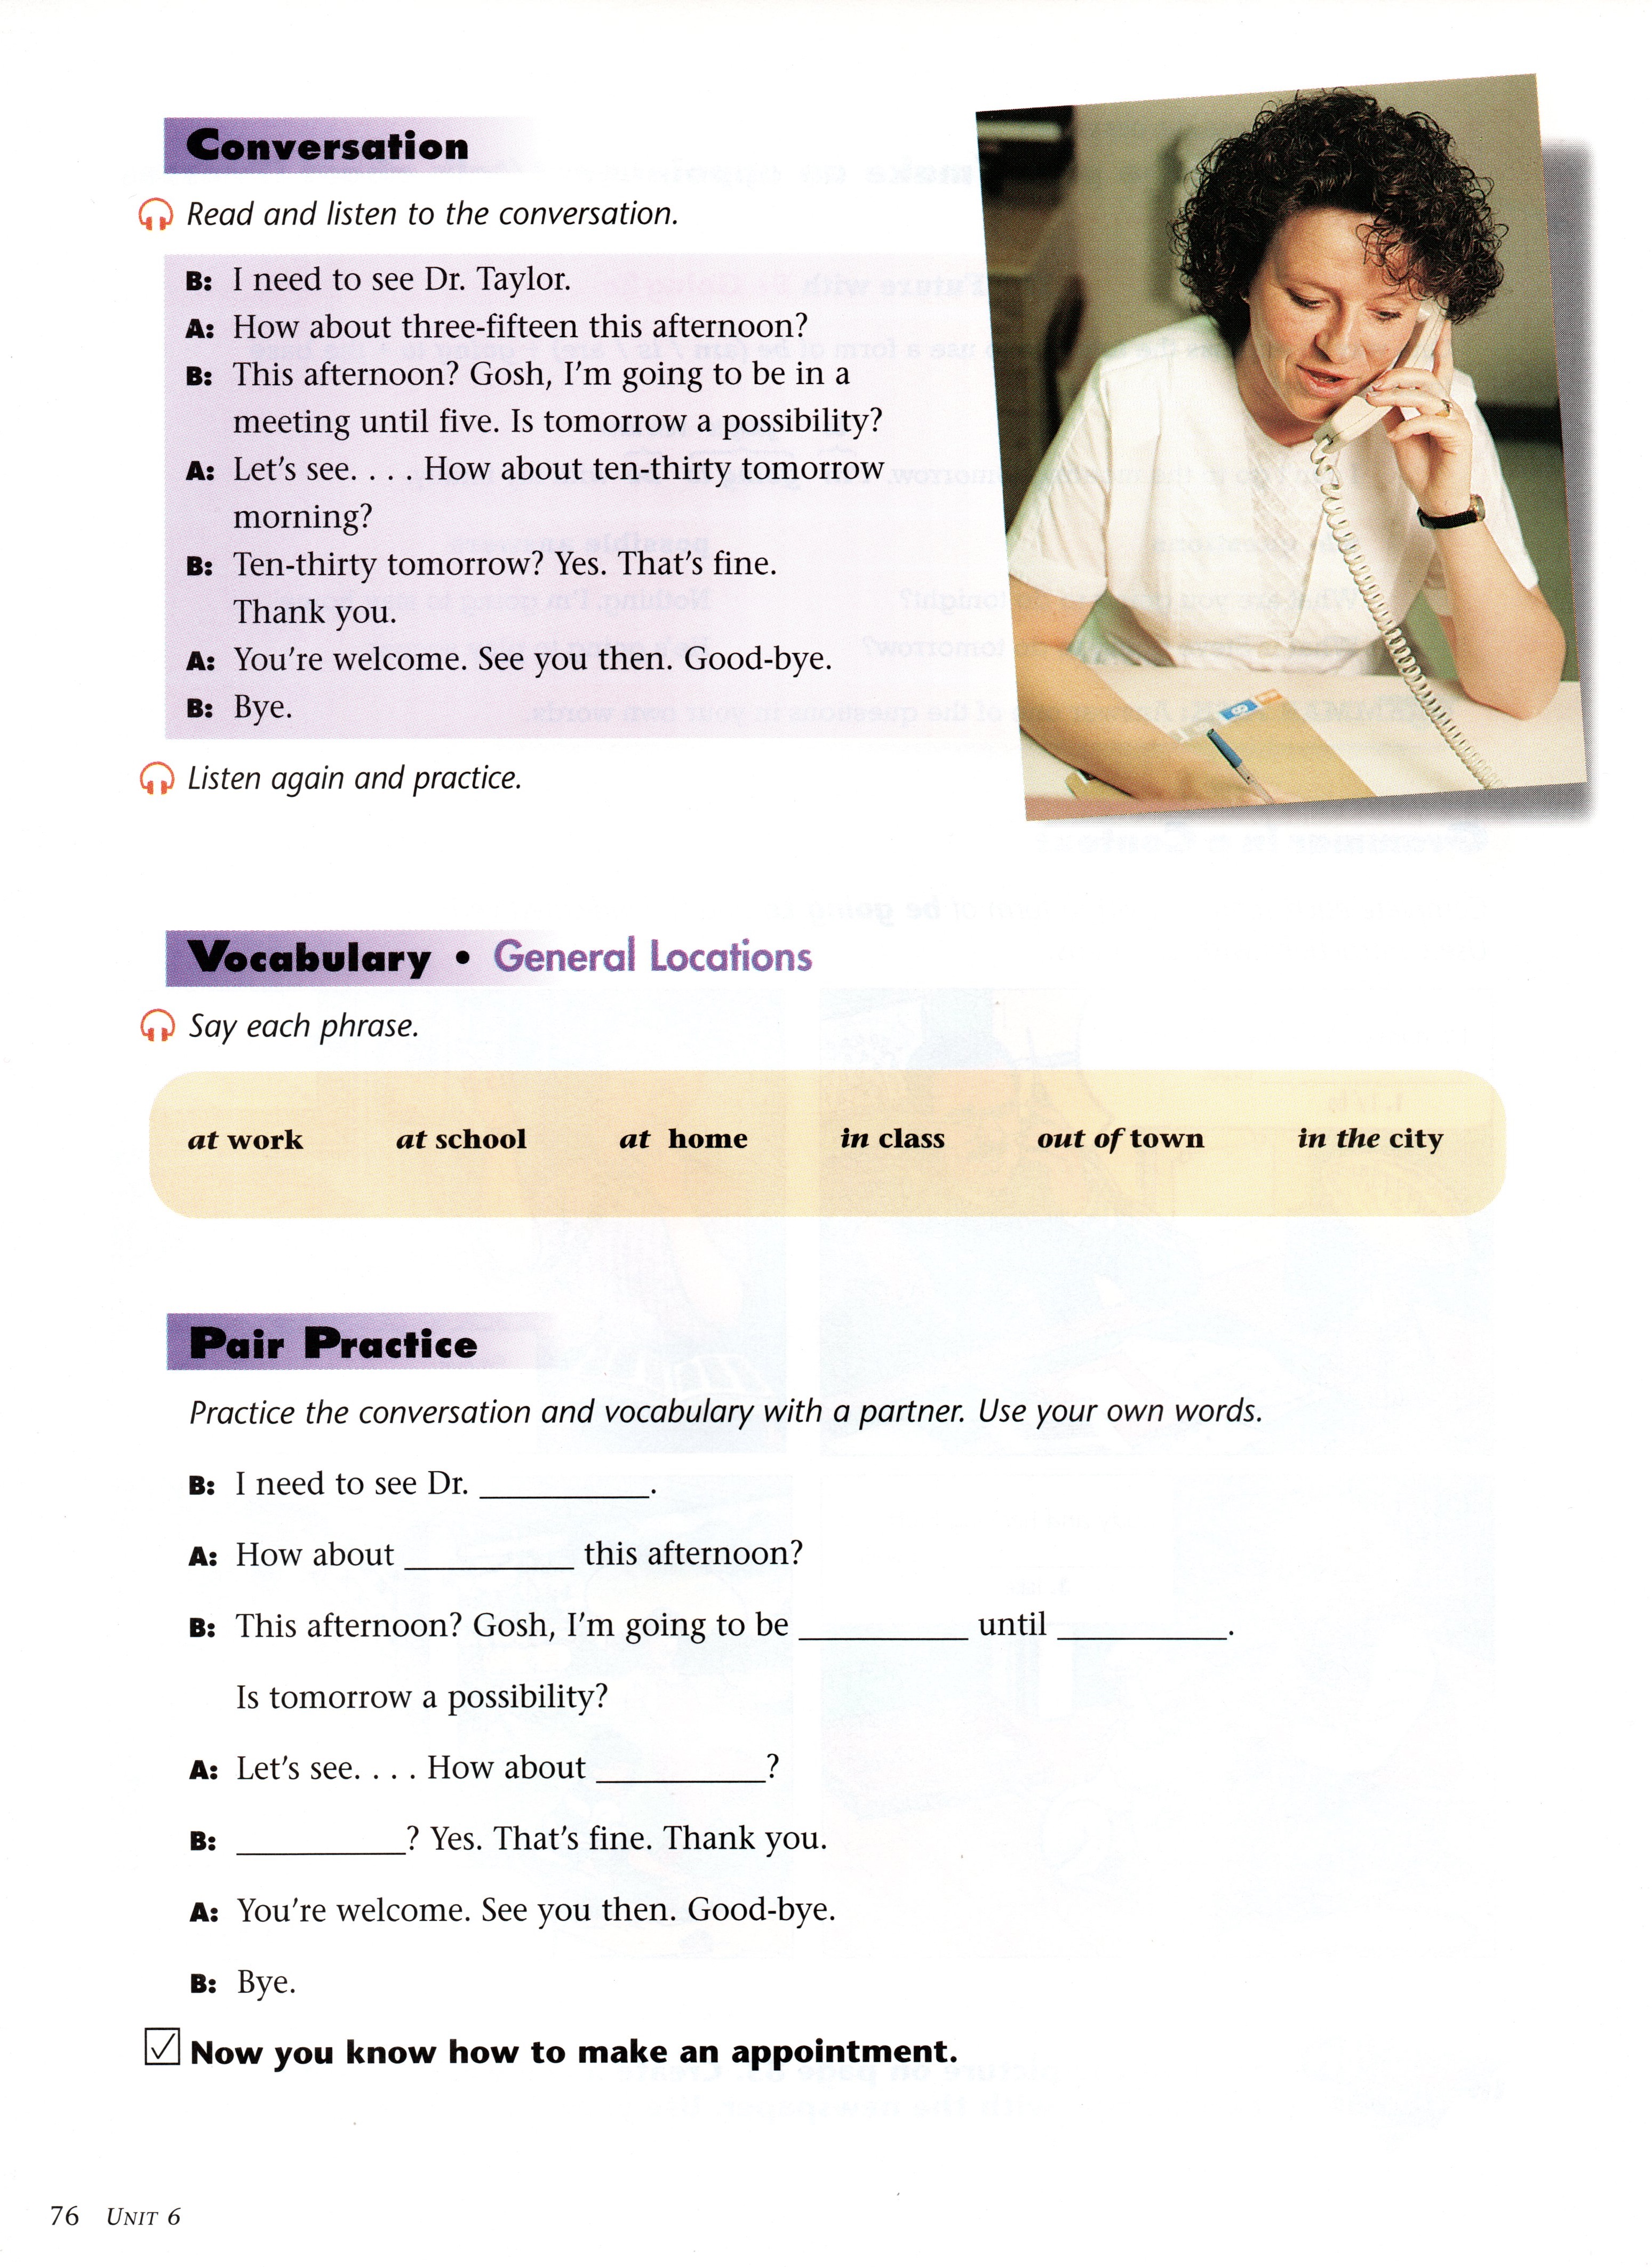 Conversation
Read and listen to the conversation.
B: I need to see Dr. Taylor.
A: How about three-fifteen this afternoon?
B: This afternoon? Gosh, I'm going to be in a
meeting until five. Is tomorrow a possibility?
A: Let's see. . . . How about ten-thirty tomorrow
morning?
B: Ten-thirty tomorrow? Yes. That's fine.
Thank you.
A: You're welcome. See you then. Good-bye.
B: Bye.
Listen again and practice.
Vocabulary • General Locations
Say each phrase.
at work at school at home in class out of town in the city
Pair Practice
Practice the conversation and vocabulary with a partner. Use your own words.
B: I need to see Dr. __________.
A: How about __________ this afternoon?
B: This afternoon? Gosh, I'm going to be __________ until __________.
Is tomorrow a possibility?
A: Let's see. . . . How about __________?
B: __________? Yes. That's fine. Thank you.
A: You're welcome. See you then. Good-bye.
B: Bye.
Now you know how to make an appointment.
76 UNIT 6